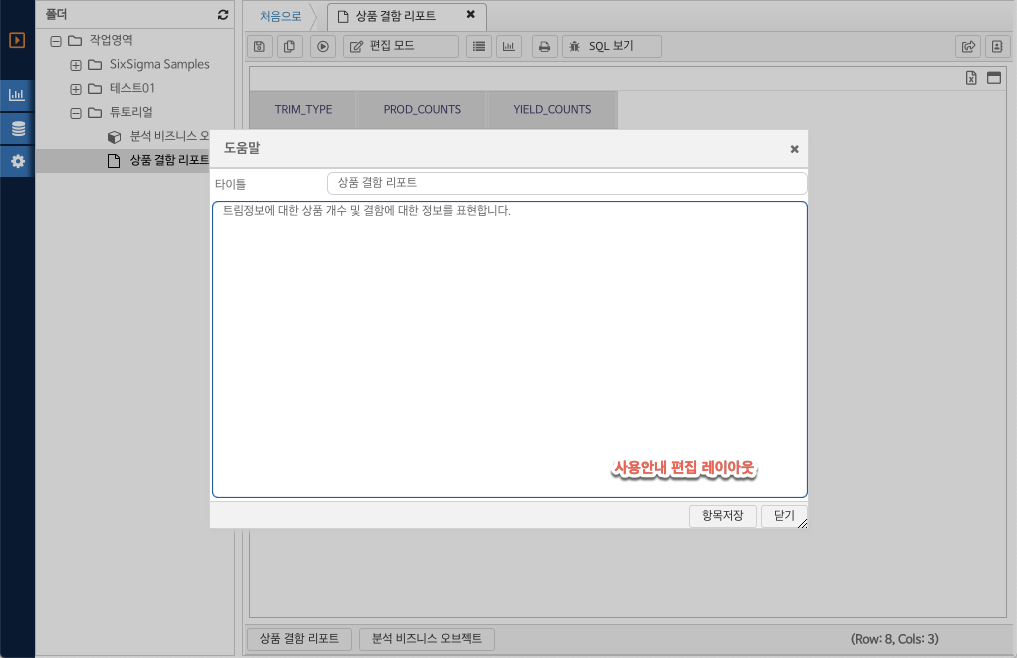 폴더
처음으로
상품 결함 리포트
편집 모드
SQL 보기
작업영역
SixSigma Samples
테스트01
튜토리얼
분석 비즈니스 오
상품 결함 리포트
TRIM_TYPE PROD_COUNTS YIELD_COUNTS
도움말
타이틀 상품 결함 리포트
트림정보에 대한 상품 개수 및 결함에 대한 정보를 표현합니다.
사용안내 편집 레이아웃
항목저장 닫기
상품 결함 리포트 분석 비즈니스 오브젝트 (Row: 8, Cols: 3)